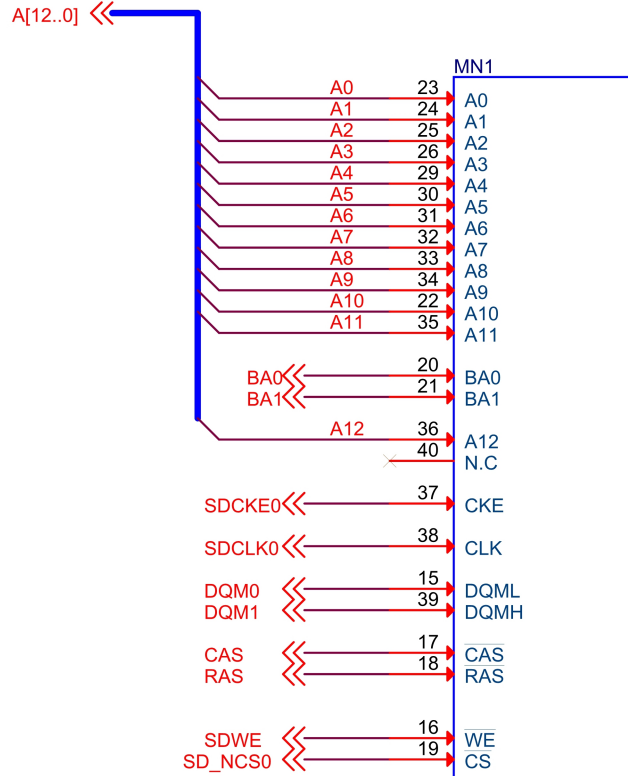 A[12..0]
MN1
A0 23 A0
A1 24 A1
A2 25 A2
A3 26 A3
A4 29 A4
A5 30 A5
A6 31 A6
A7 32 A7
A8 33 A8
A9 34 A9
A10 22 A10
A11 35 A11
BA0 20 BA0
BA1 21 BA1
A12 36 A12
40 N.C
SDCKE0 37 CKE
SDCLK0 38 CLK
DQM0 15 DQML
DQM1 39 DQMH
CAS 17 CAS
RAS 18 RAS
SDWE 16 WE
SD_NCS0 19 CS